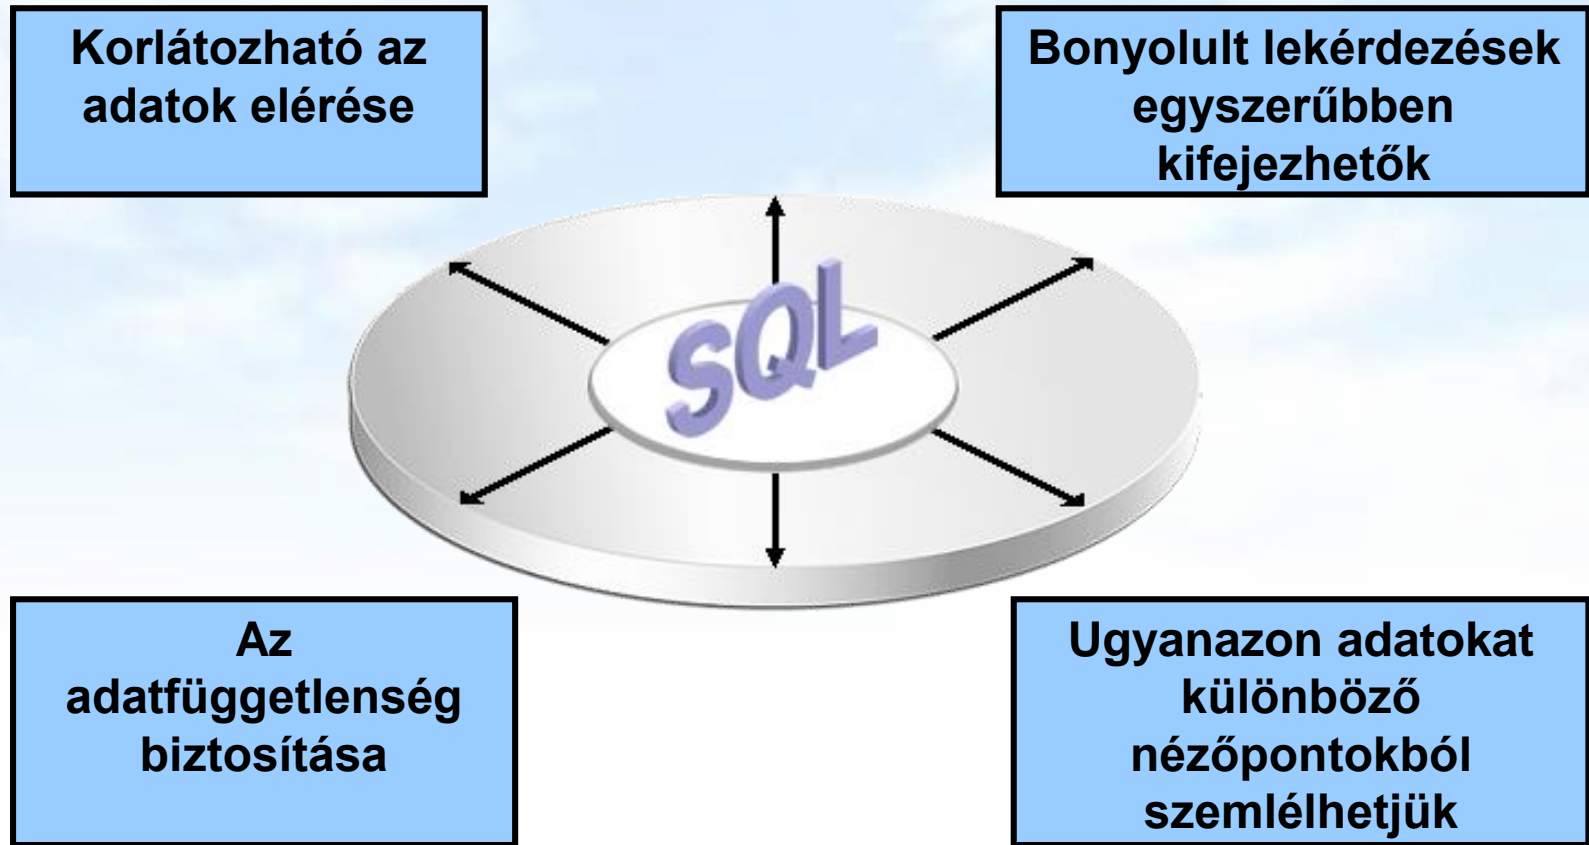 Korlátozható az
adatok elérése
Bonyolult lekérdezések
egyszerűbben
kifejezhetők
SQL
Az
adatfüggetlenség
biztosítása
Ugyanazon adatokat
különböző
nézőpontokból
szemlélhetjük